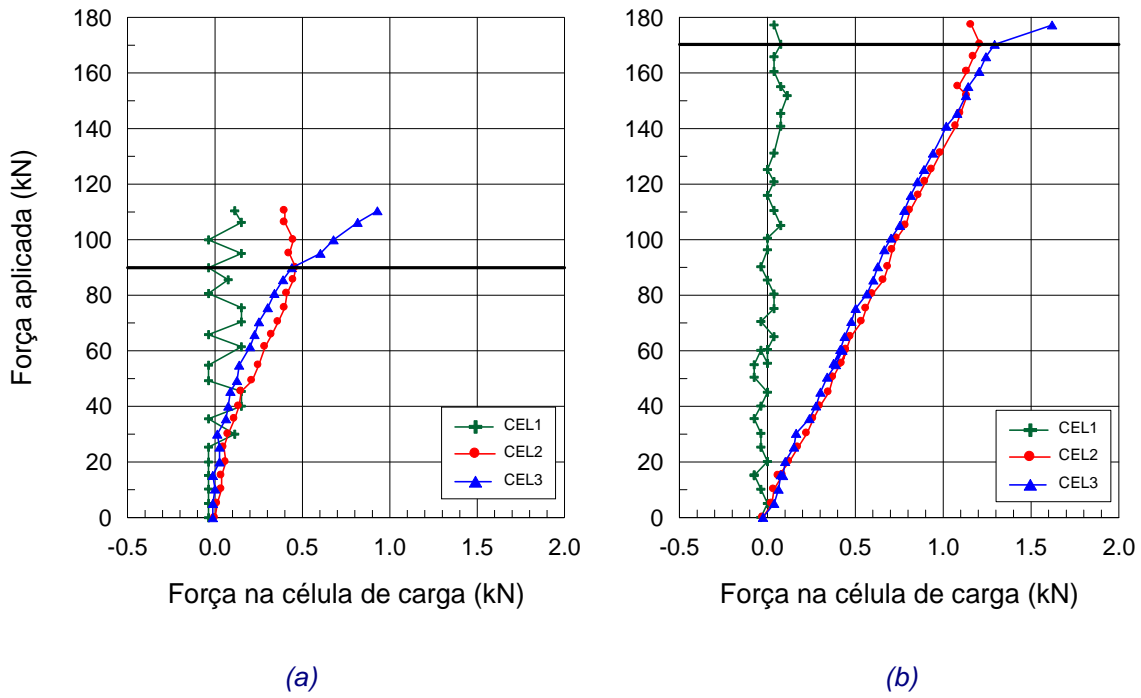 Força aplicada (kN)
180
160
140
120
100
80
60
40
20
0
-0.5 0.0 0.5 1.0 1.5 2.0
CEL1
CEL2
CEL3
Força na célula de carga (kN)
(a)
180
160
140
120
100
80
60
40
20
0
-0.5 0.0 0.5 1.0 1.5 2.0
CEL1
CEL2
CEL3
Força na célula de carga (kN)
(b)